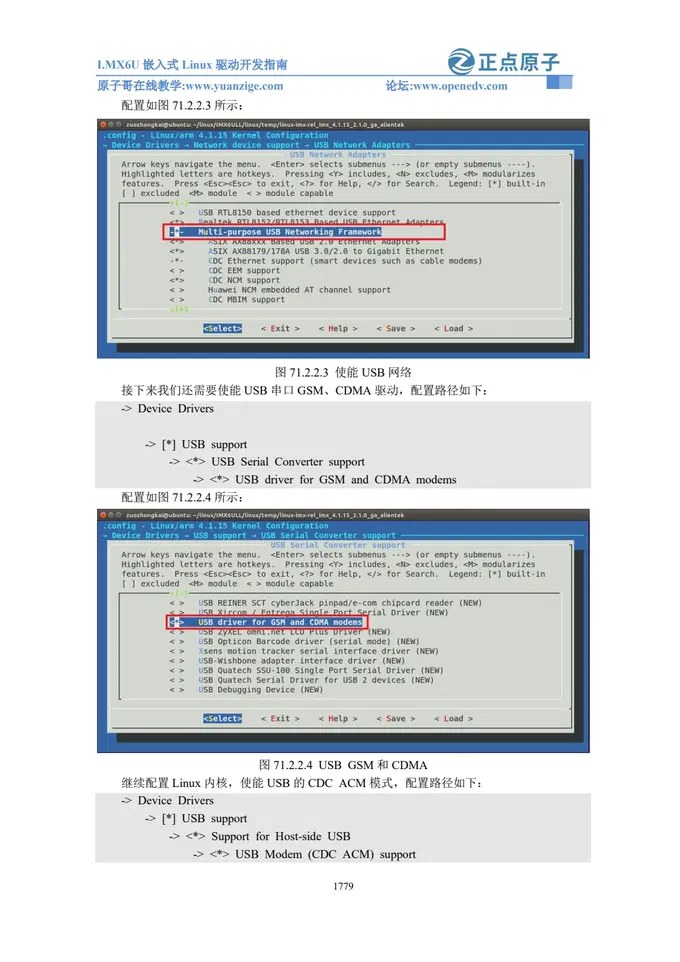 I.MX6U 嵌入式 Linux 驱动开发指南
正点原子
原子哥在线教学:www.yuanzige.com 论坛:www.openedv.com
配置如图 71.2.2.3 所示：
zuozhongkai@ubuntu: ~/linux/IMX6ULL/linux/temp/linux-imx-rel_imx_4.1.15_2.1.0_ga_alientek
.config - Linux/arm 4.1.15 Kernel Configuration
→ Device Drivers → Network device support → USB Network Adapters
USB Network Adapters
Arrow keys navigate the menu. <Enter> selects submenus ---> (or empty submenus ----).
Highlighted letters are hotkeys. Pressing <Y> includes, <N> excludes, <M> modularizes
features. Press <Esc><Esc> to exit, <?> for Help, </> for Search. Legend: [*] built-in
[ ] excluded <M> module < > module capable
↑(-)
< > USB RTL8150 based ethernet device support
<*> Realtek RTL8152/RTL8153 Based USB Ethernet Adapters
-*- Multi-purpose USB Networking Framework
<*> ASIX AX88xxx Based USB 2.0 Ethernet Adapters
<*> ASIX AX88179/178A USB 3.0/2.0 to Gigabit Ethernet
-*- CDC Ethernet support (smart devices such as cable modems)
< > CDC EEM support
<*> CDC NCM support
< > Huawei NCM embedded AT channel support
< > CDC MBIM support
↓(+)
<Select> < Exit > < Help > < Save > < Load >
图 71.2.2.3 使能 USB 网络
接下来我们还需要使能 USB 串口 GSM、CDMA 驱动，配置路径如下：
-> Device Drivers
-> [*] USB support
-> <*> USB Serial Converter support
-> <*> USB driver for GSM and CDMA modems
配置如图 71.2.2.4 所示：
zuozhongkai@ubuntu: ~/linux/IMX6ULL/linux/temp/linux-imx-rel_imx_4.1.15_2.1.0_ga_alientek
.config - Linux/arm 4.1.15 Kernel Configuration
→ Device Drivers → USB support → USB Serial Converter support
USB Serial Converter support
Arrow keys navigate the menu. <Enter> selects submenus ---> (or empty submenus ----).
Highlighted letters are hotkeys. Pressing <Y> includes, <N> excludes, <M> modularizes
features. Press <Esc><Esc> to exit, <?> for Help, </> for Search. Legend: [*] built-in
[ ] excluded <M> module < > module capable
↑(-)
< > USB REINER SCT cyberJack pinpad/e-com chipcard reader (NEW)
< > USB Xircom / Entrega Single Port Serial Driver (NEW)
<*> USB driver for GSM and CDMA modems
< > USB ZyXEL omni.net LCD Plus Driver (NEW)
< > USB Opticon Barcode driver (serial mode) (NEW)
< > Xsens motion tracker serial interface driver (NEW)
< > USB-Wishbone adapter interface driver (NEW)
< > USB Quatech SSU-100 Single Port Serial Driver (NEW)
< > USB Quatech Serial Driver for USB 2 devices (NEW)
< > USB Debugging Device (NEW)
<Select> < Exit > < Help > < Save > < Load >
图 71.2.2.4 USB GSM 和 CDMA
继续配置 Linux 内核，使能 USB 的 CDC ACM 模式，配置路径如下：
-> Device Drivers
-> [*] USB support
-> <*> Support for Host-side USB
-> <*> USB Modem (CDC ACM) support
1779